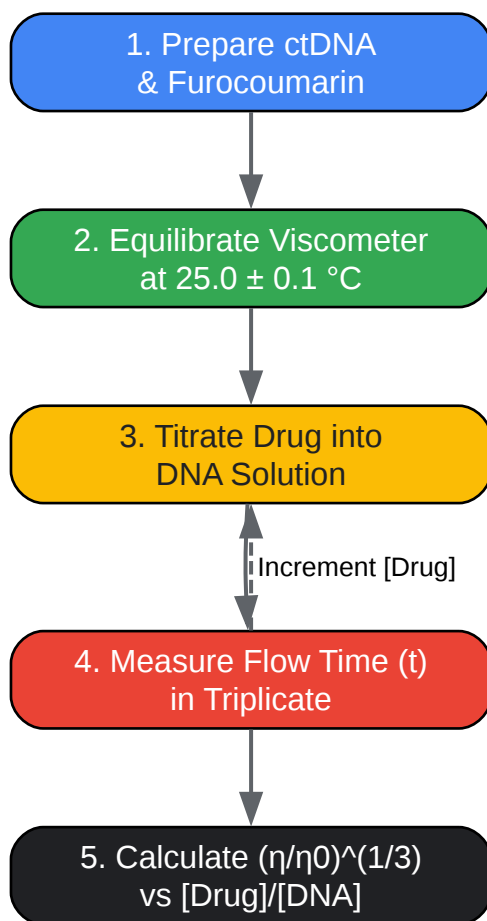 1. Prepare ctDNA
& Furocoumarin
2. Equilibrate Viscometer
at 25.0 ± 0.1 °C
3. Titrate Drug into
DNA Solution
Increment [Drug]
4. Measure Flow Time (t)
in Triplicate
5. Calculate (η/η0)^(1/3)
vs [Drug]/[DNA]